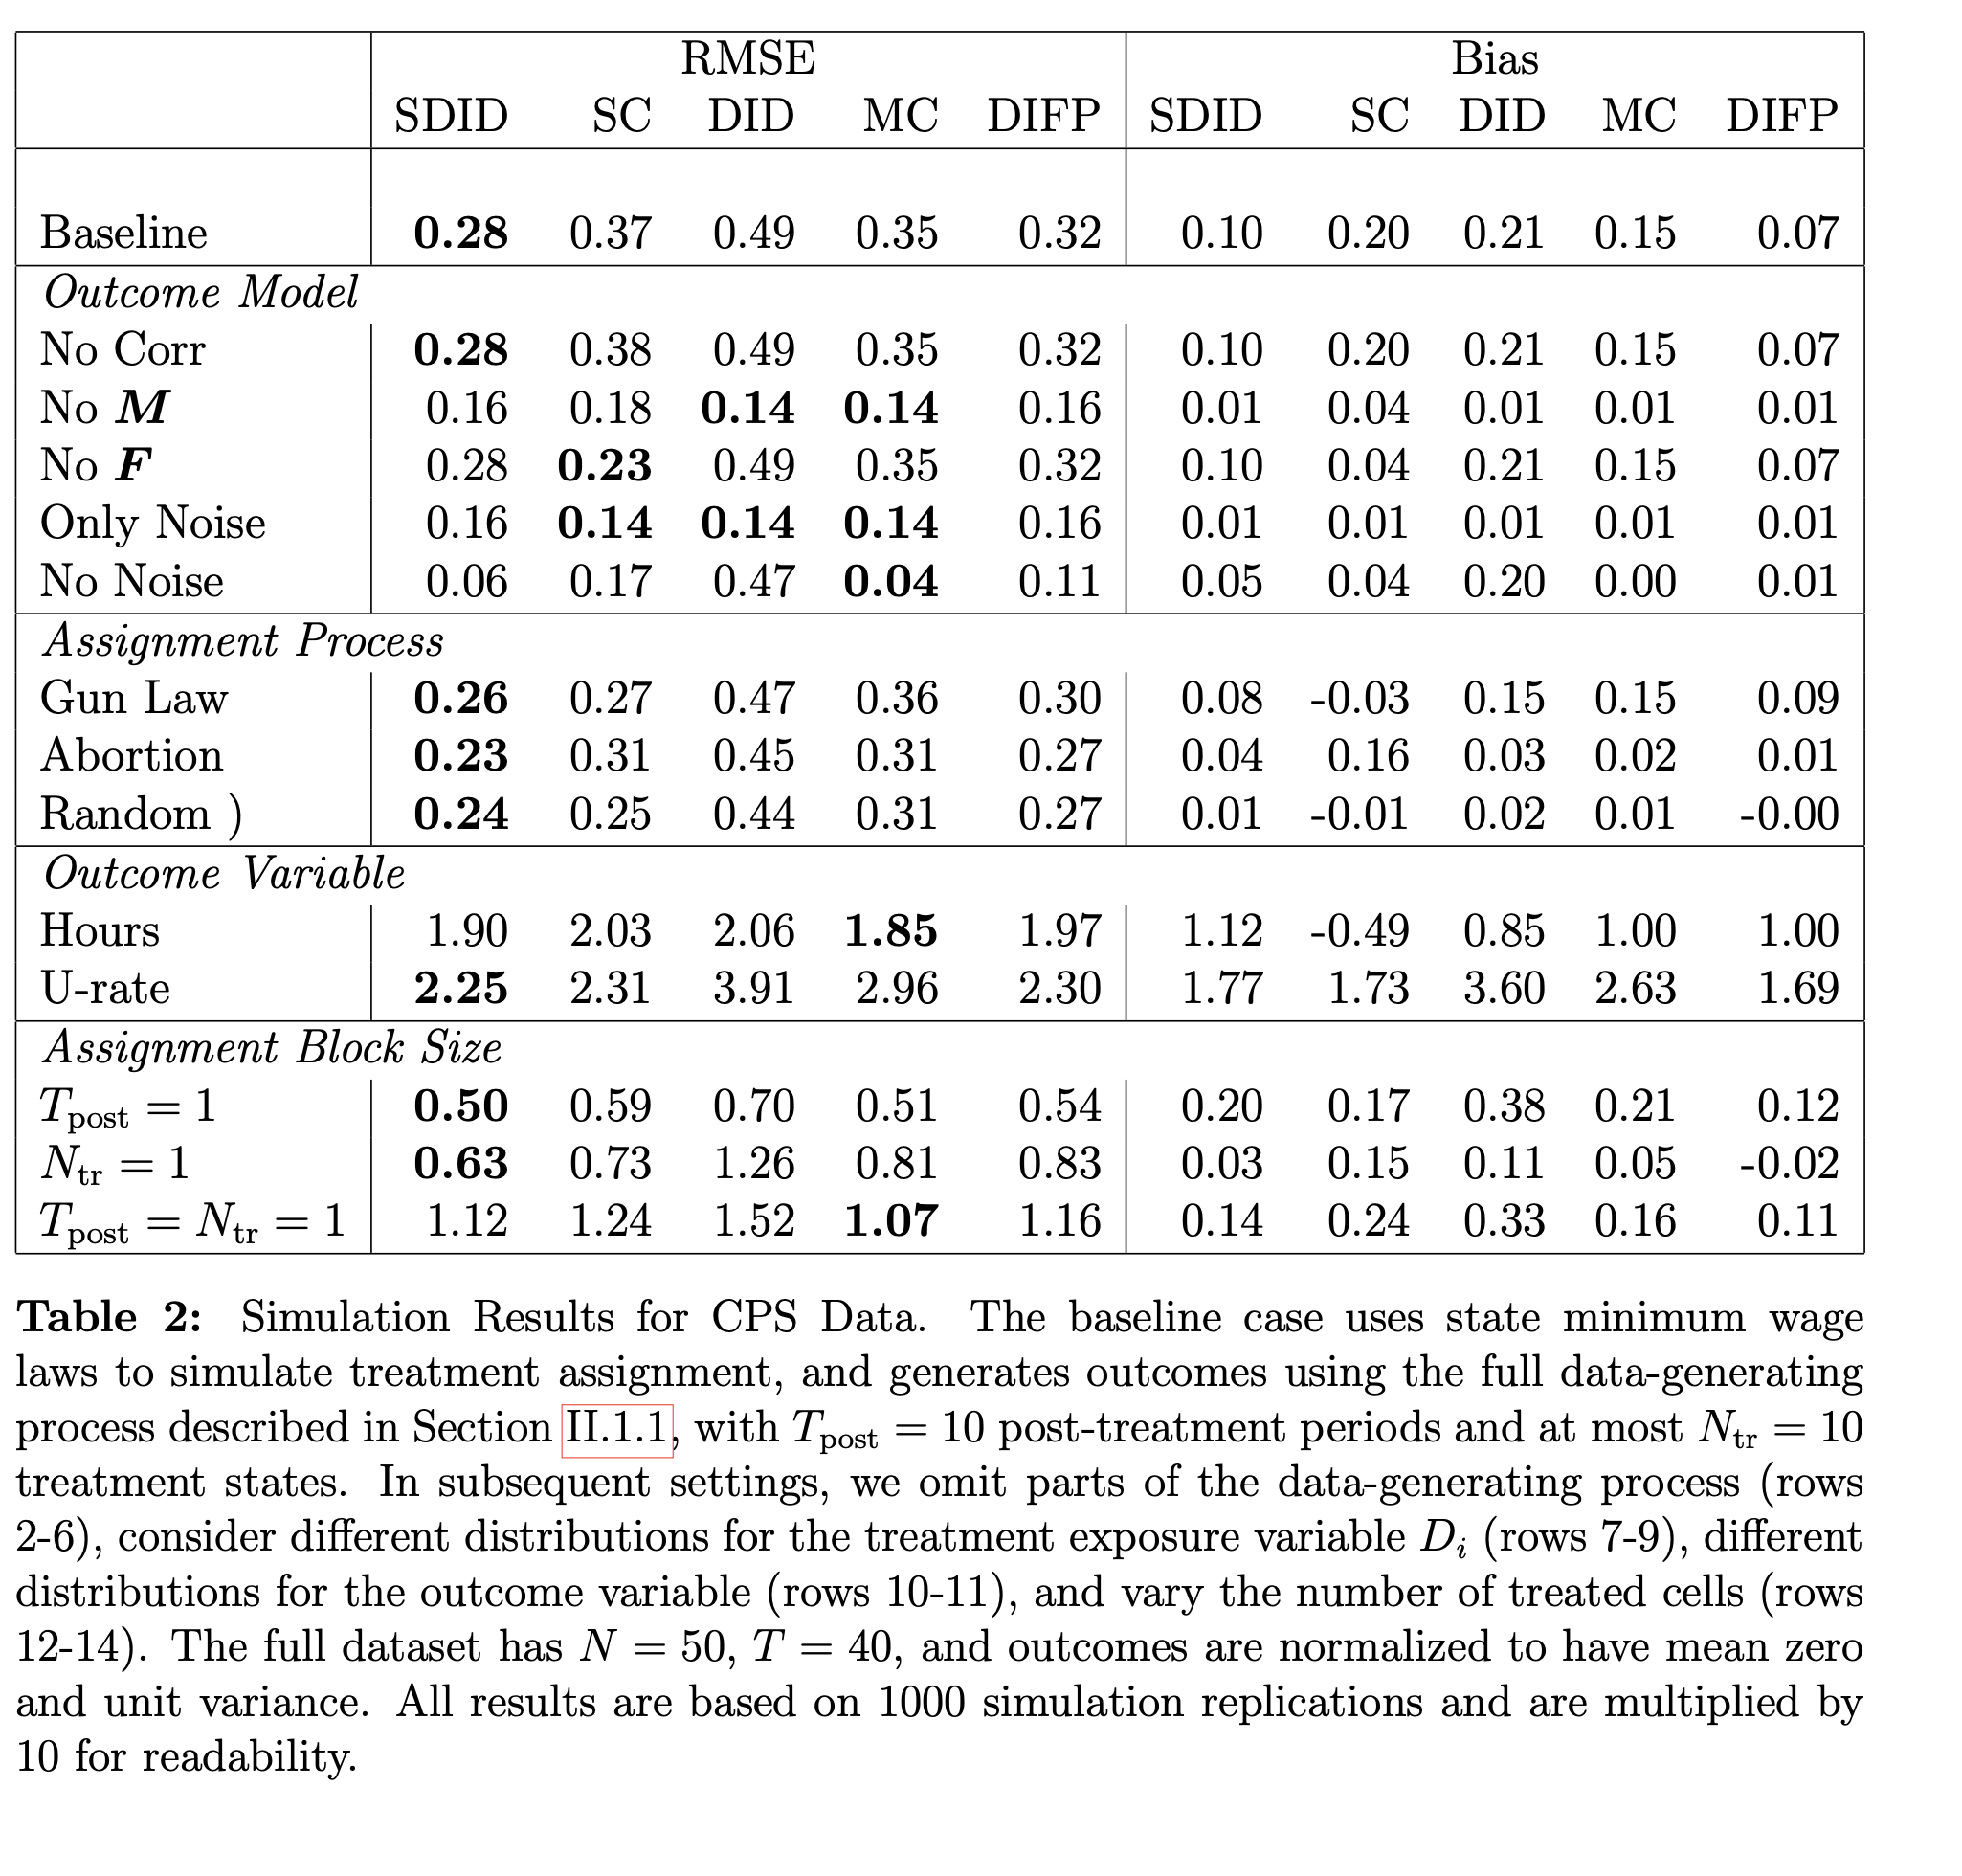 RMSE Bias
SDID SC DID MC DIFP SDID SC DID MC DIFP
Baseline 0.28 0.37 0.49 0.35 0.32 0.10 0.20 0.21 0.15 0.07
Outcome Model
No Corr 0.28 0.38 0.49 0.35 0.32 0.10 0.20 0.21 0.15 0.07
No M 0.16 0.18 0.14 0.14 0.16 0.01 0.04 0.01 0.01 0.01
No F 0.28 0.23 0.49 0.35 0.32 0.10 0.04 0.21 0.15 0.07
Only Noise 0.16 0.14 0.14 0.14 0.16 0.01 0.01 0.01 0.01 0.01
No Noise 0.06 0.17 0.47 0.04 0.11 0.05 0.04 0.20 0.00 0.01
Assignment Process
Gun Law 0.26 0.27 0.47 0.36 0.30 0.08 -0.03 0.15 0.15 0.09
Abortion 0.23 0.31 0.45 0.31 0.27 0.04 0.16 0.03 0.02 0.01
Random ) 0.24 0.25 0.44 0.31 0.27 0.01 -0.01 0.02 0.01 -0.00
Outcome Variable
Hours 1.90 2.03 2.06 1.85 1.97 1.12 -0.49 0.85 1.00 1.00
U-rate 2.25 2.31 3.91 2.96 2.30 1.77 1.73 3.60 2.63 1.69
Assignment Block Size
T_post = 1 0.50 0.59 0.70 0.51 0.54 0.20 0.17 0.38 0.21 0.12
N_tr = 1 0.63 0.73 1.26 0.81 0.83 0.03 0.15 0.11 0.05 -0.02
T_post = N_tr = 1 1.12 1.24 1.52 1.07 1.16 0.14 0.24 0.33 0.16 0.11
Table 2: Simulation Results for CPS Data. The baseline case uses state minimum wage
laws to simulate treatment assignment, and generates outcomes using the full data-generating
process described in Section II.1.1, with T_post = 10 post-treatment periods and at most N_tr = 10
treatment states. In subsequent settings, we omit parts of the data-generating process (rows
2-6), consider different distributions for the treatment exposure variable D_i (rows 7-9), different
distributions for the outcome variable (rows 10-11), and vary the number of treated cells (rows
12-14). The full dataset has N = 50, T = 40, and outcomes are normalized to have mean zero
and unit variance. All results are based on 1000 simulation replications and are multiplied by
10 for readability.